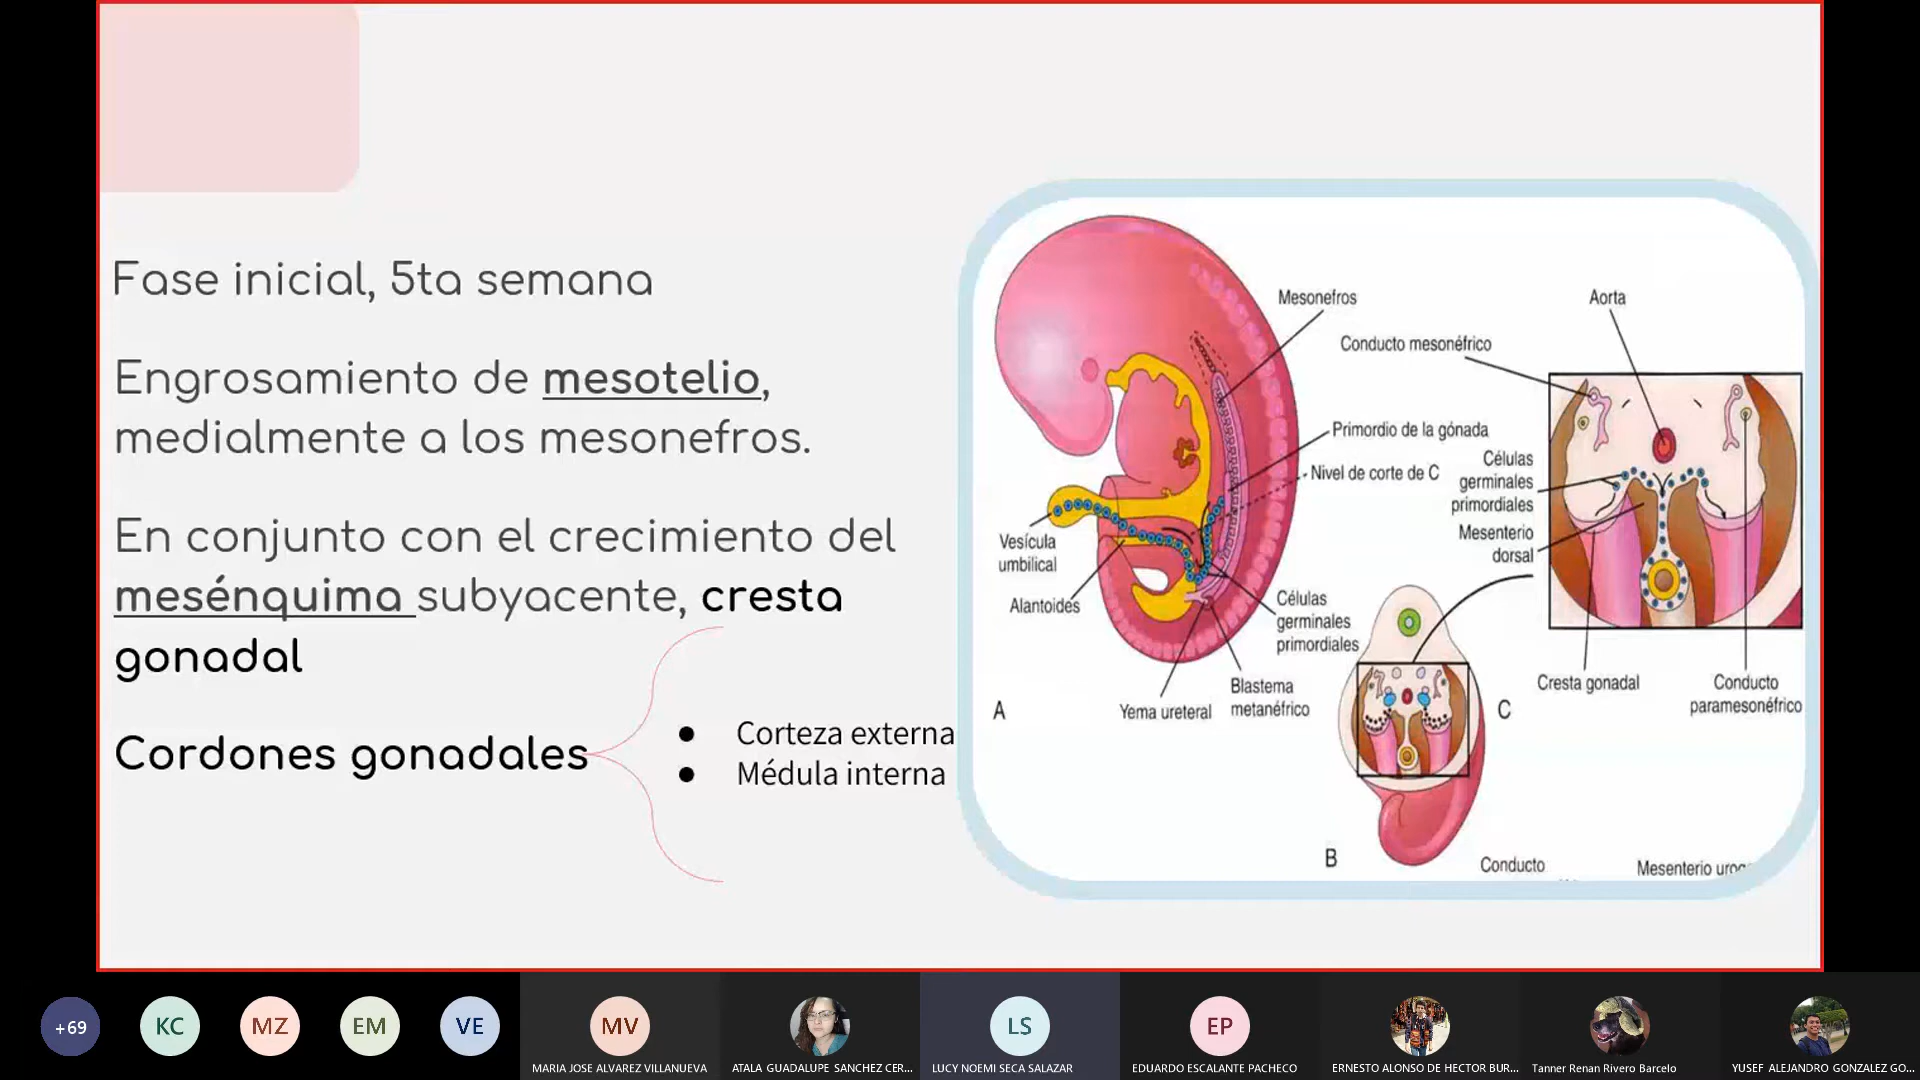 Fase inicial, 5ta semana
Engrosamiento de mesotelio,
medialmente a los mesonefros.
En conjunto con el crecimiento del
mesénquima subyacente, cresta
gonadal
Cordones gonadales
● Corteza externa
● Médula interna
Mesonefros
Aorta
Conducto mesonéfrico
Primordio de la gónada
Nivel de corte de C
Células
germinales
primordiales
Mesenterio
dorsal
Vesícula
umbilical
Alantoides
Células
germinales
primordiales
Blastema
metanéfrico
Yema ureteral
A
Cresta gonadal
Conducto
paramesonéfrico
C
B
Conducto
Mesenterio
+69
KC
MZ
EM
VE
MV
LS
EP
MARIA JOSE ALVAREZ VILLANUEVA
ATALA GUADALUPE SANCHEZ CER...
LUCY NOEMI SECA SALAZAR
EDUARDO ESCALANTE PACHECO
ERNESTO ALONSO DE HECTOR BUR...
Tanner Renan Rivero Barcelo
YUSEF ALEJANDRO GONZALEZ GO...